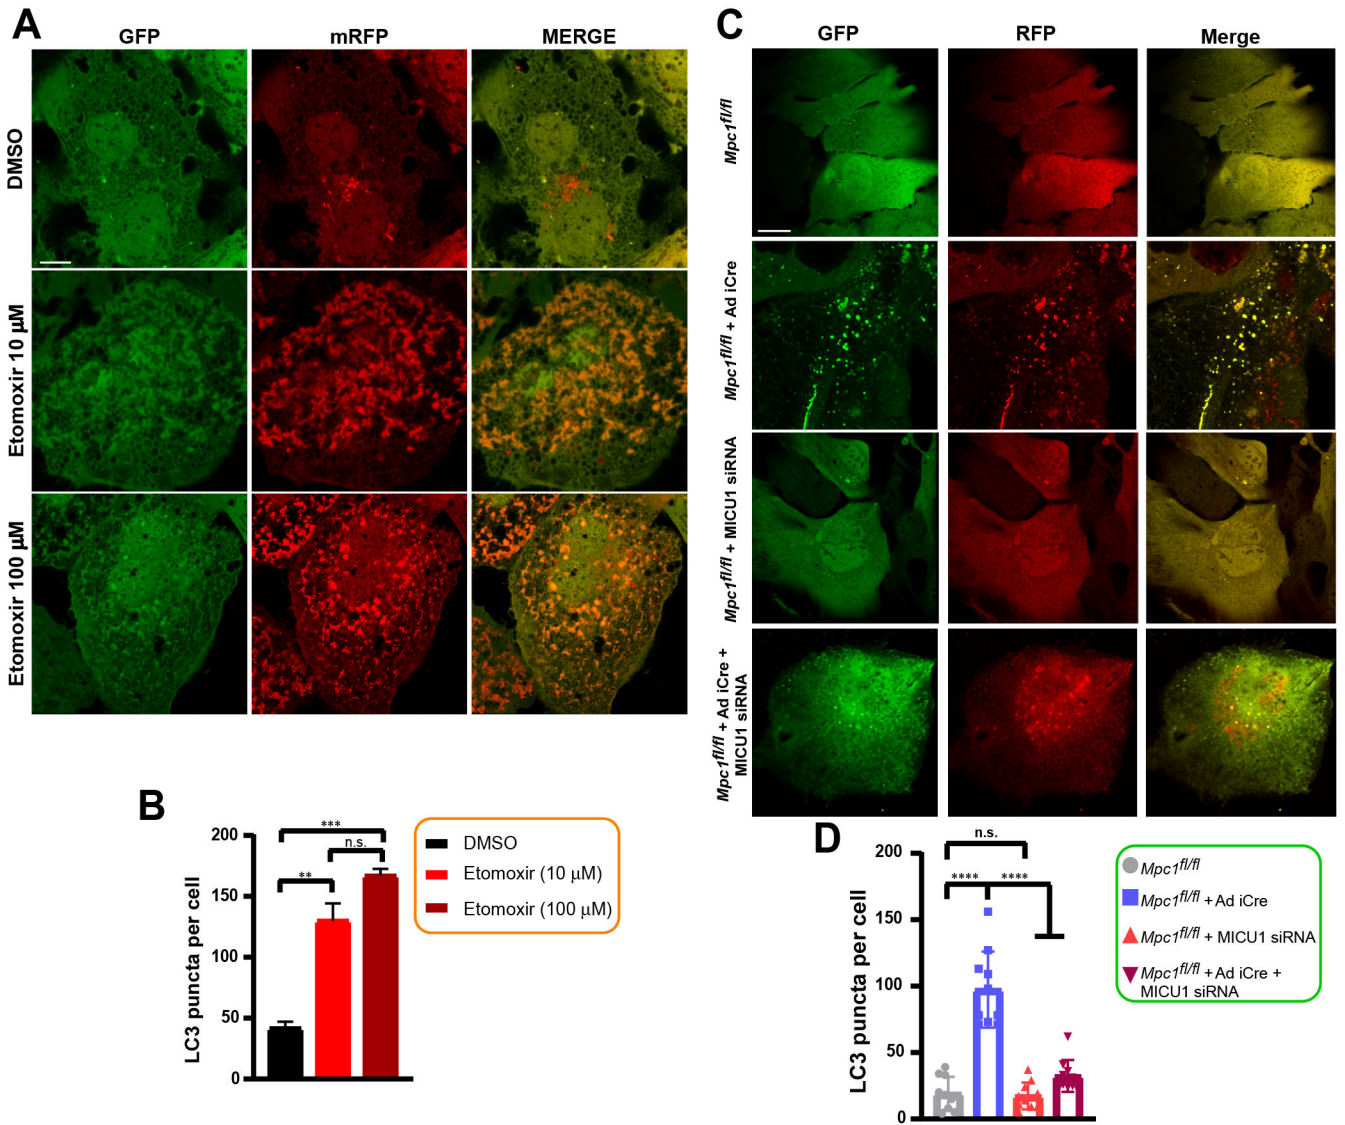 A
GFP
mRFP
MERGE
DMSO
Etomoxir 10 µM
Etomoxir 100 µM
B
LC3 puncta per cell
200
150
100
50
0
***
n.s.
**
DMSO
Etomoxir (10 µM)
Etomoxir (100 µM)
C
GFP
RFP
Merge
Mpc1fl/fl
Mpc1fl/fl + Ad iCre
Mpc1fl/fl + MICU1 siRNA
Mpc1fl/fl + Ad iCre +
MICU1 siRNA
D
LC3 puncta per cell
200
150
100
50
0
n.s.
**** ****
Mpc1fl/fl
Mpc1fl/fl +Ad iCre
Mpc1fl/fl + MICU1 siRNA
Mpc1fl/fl +Ad iCre +
MICU1 siRNA